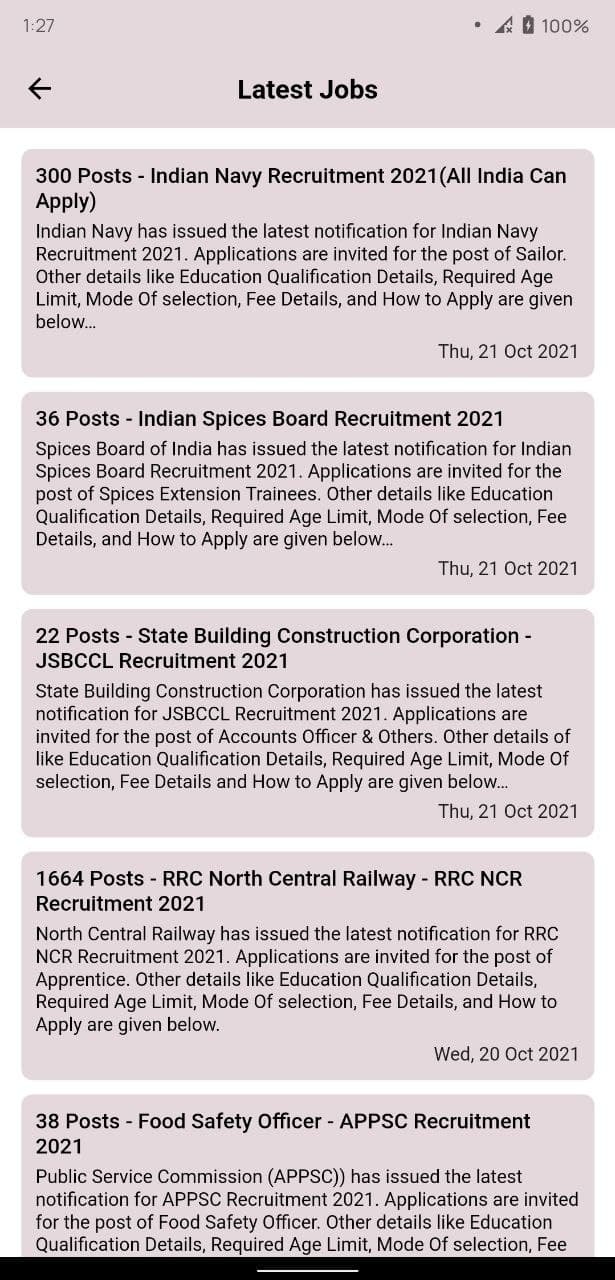 1:27
100%
Latest Jobs
300 Posts - Indian Navy Recruitment 2021(All India Can
Apply)
Indian Navy has issued the latest notification for Indian Navy
Recruitment 2021. Applications are invited for the post of Sailor.
Other details like Education Qualification Details, Required Age
Limit, Mode Of selection, Fee Details, and How to Apply are given
below…
Thu, 21 Oct 2021
36 Posts - Indian Spices Board Recruitment 2021
Spices Board of India has issued the latest notification for Indian
Spices Board Recruitment 2021. Applications are invited for the
post of Spices Extension Trainees. Other details like Education
Qualification Details, Required Age Limit, Mode Of selection, Fee
Details, and How to Apply are given below…
Thu, 21 Oct 2021
22 Posts - State Building Construction Corporation -
JSBCCL Recruitment 2021
State Building Construction Corporation has issued the latest
notification for JSBCCL Recruitment 2021. Applications are
invited for the post of Accounts Officer & Others. Other details of
like Education Qualification Details, Required Age Limit, Mode Of
selection, Fee Details and How to Apply are given below…
Thu, 21 Oct 2021
1664 Posts - RRC North Central Railway - RRC NCR
Recruitment 2021
North Central Railway has issued the latest notification for RRC
NCR Recruitment 2021. Applications are invited for the post of
Apprentice. Other details like Education Qualification Details,
Required Age Limit, Mode Of selection, Fee Details, and How to
Apply are given below.
Wed, 20 Oct 2021
38 Posts - Food Safety Officer - APPSC Recruitment
2021
Public Service Commission (APPSC)) has issued the latest
notification for APPSC Recruitment 2021. Applications are invited
for the post of Food Safety Officer. Other details like Education
Qualification Details, Required Age Limit, Mode Of selection, Fee